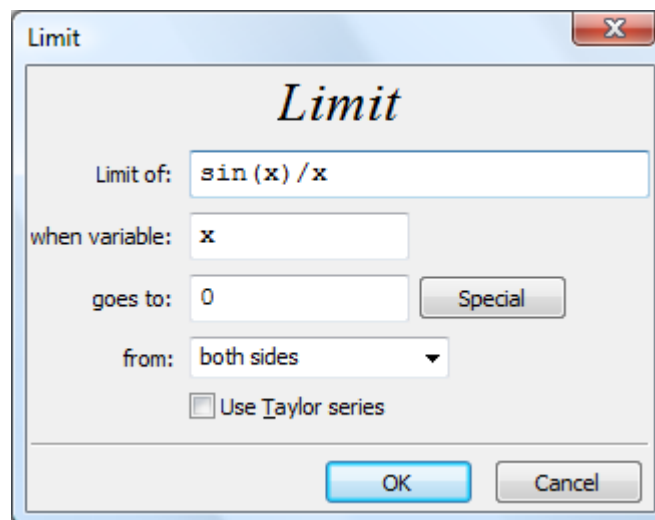 Limit
Limit
Limit of: sin(x)/x
when variable: x
goes to: 0 Special
from: both sides
Use Taylor series
OK Cancel